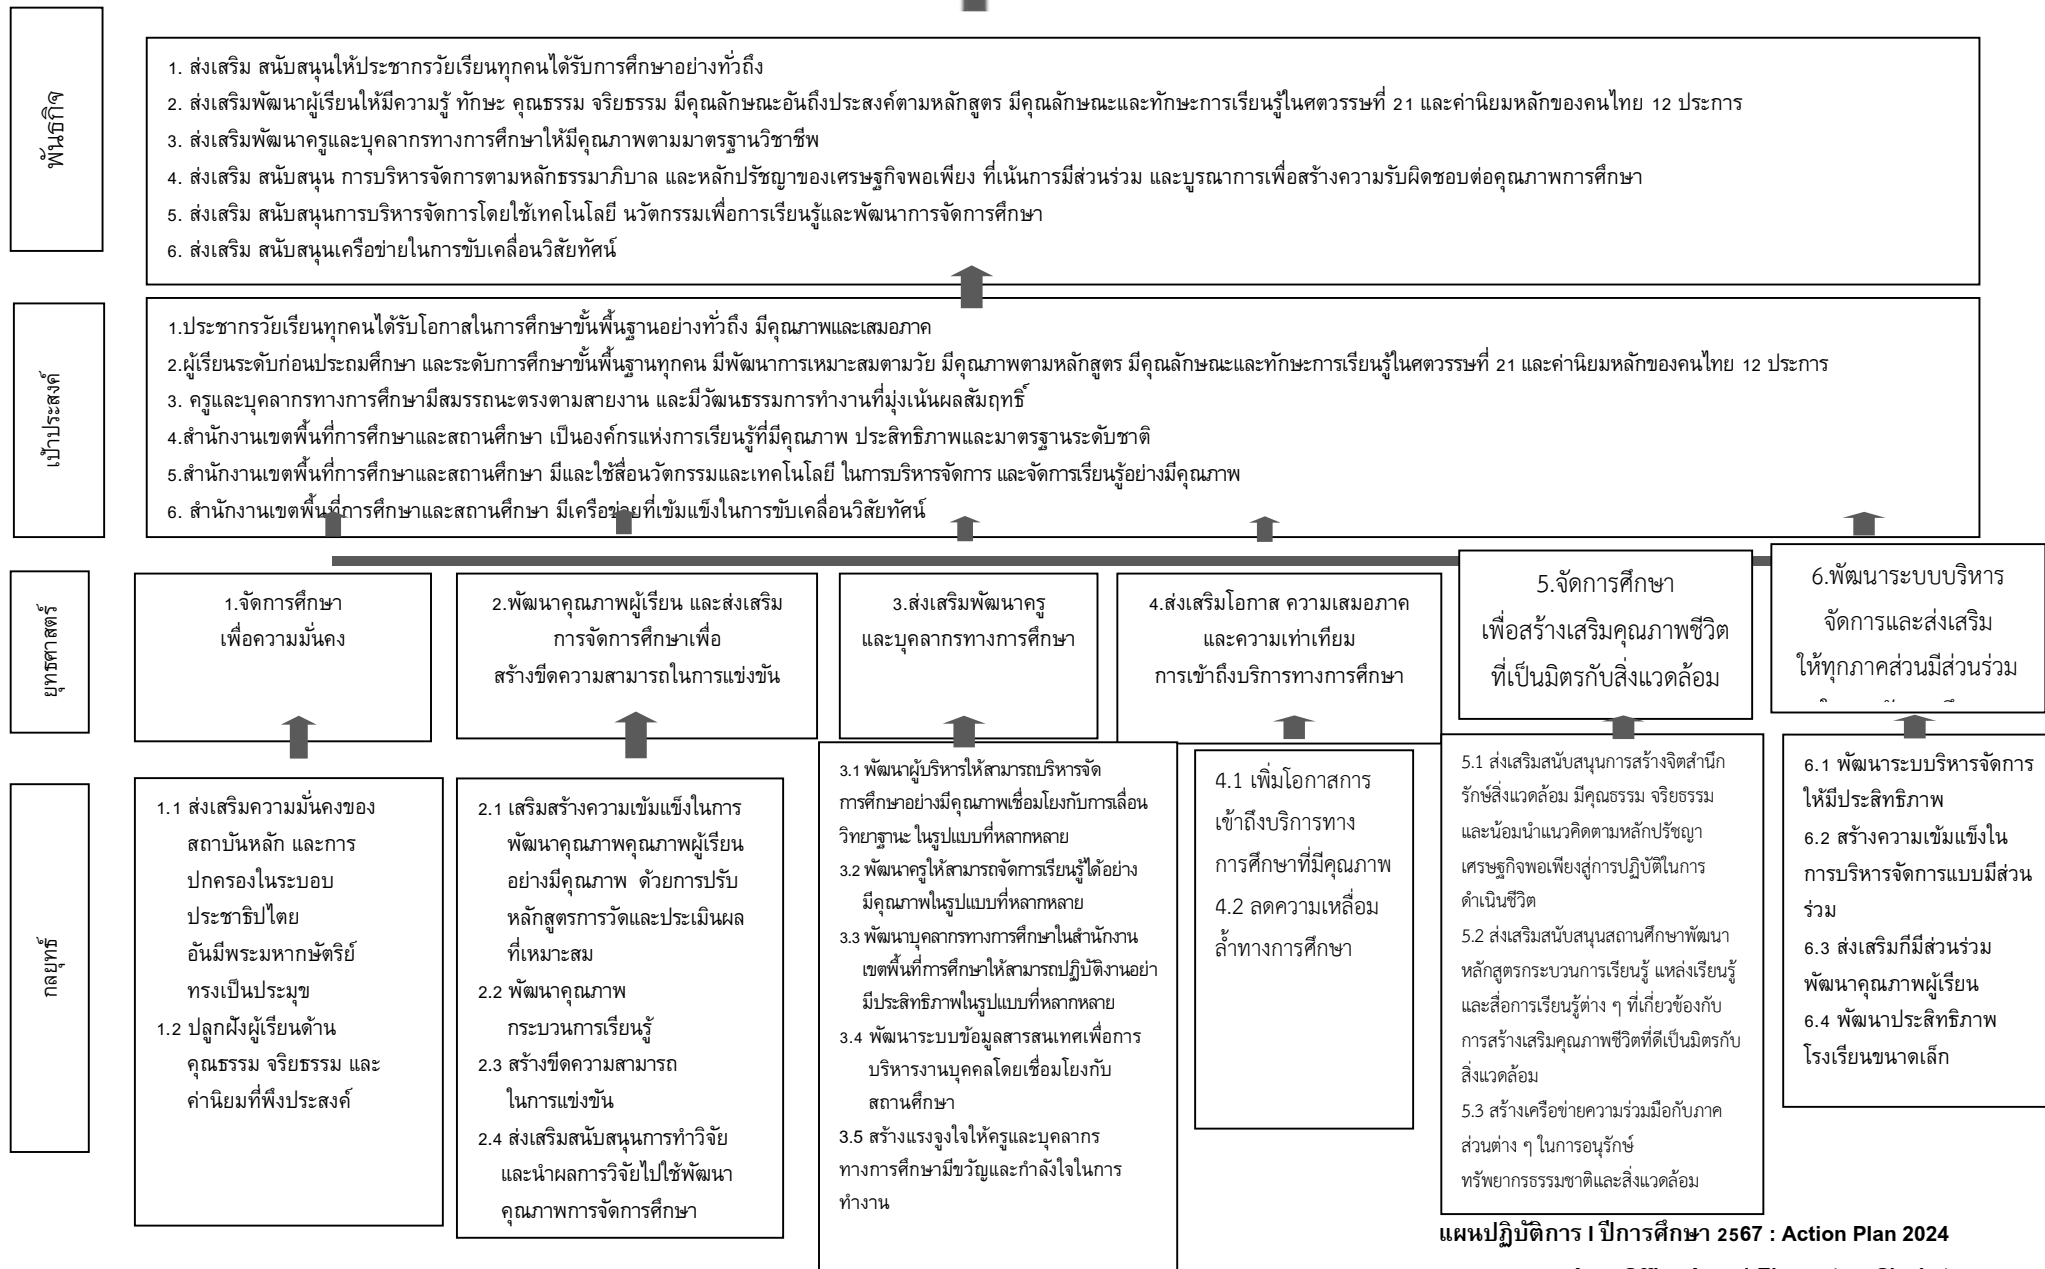 พันธกิจ
1. ส่งเสริม สนับสนุนให้ประชากรวัยเรียนทุกคนได้รับการศึกษาอย่างทั่วถึง
2. ส่งเสริมพัฒนาผู้เรียนให้มีความรู้ ทักษะ คุณธรรม จริยธรรม มีคุณลักษณะอันถึงประสงค์ตามหลักสูตร มีคุณลักษณะและทักษะการเรียนรู้ในศตวรรษที่ 21 และค่านิยมหลักของคนไทย 12 ประการ
3. ส่งเสริมพัฒนาครูและบุคลากรทางการศึกษาให้มีคุณภาพตามมาตรฐานวิชาชีพ
4. ส่งเสริม สนับสนุน การบริหารจัดการตามหลักธรรมาภิบาล และหลักปรัชญาของเศรษฐกิจพอเพียง ที่เน้นการมีส่วนร่วม และบูรณาการเพื่อสร้างความรับผิดชอบต่อคุณภาพการศึกษา
5. ส่งเสริม สนับสนุนการบริหารจัดการโดยใช้เทคโนโลยี นวัตกรรมเพื่อการเรียนรู้และพัฒนาการจัดการศึกษา
6. ส่งเสริม สนับสนุนเครือข่ายในการขับเคลื่อนวิสัยทัศน์
เป้าประสงค์
1.ประชากรวัยเรียนทุกคนได้รับโอกาสในการศึกษาขั้นพื้นฐานอย่างทั่วถึง มีคุณภาพและเสมอภาค
2.ผู้เรียนระดับก่อนประถมศึกษา และระดับการศึกษาขั้นพื้นฐานทุกคน มีพัฒนาการเหมาะสมตามวัย มีคุณภาพตามหลักสูตร มีคุณลักษณะและทักษะการเรียนรู้ในศตวรรษที่ 21 และค่านิยมหลักของคนไทย 12 ประการ
3. ครูและบุคลากรทางการศึกษามีสมรรถนะตรงตามสายงาน และมีวัฒนธรรมการทำงานที่มุ่งเน้นผลสัมฤทธิ์
4.สำนักงานเขตพื้นที่การศึกษาและสถานศึกษา เป็นองค์กรแห่งการเรียนรู้ที่มีคุณภาพ ประสิทธิภาพและมาตรฐานระดับชาติ
5.สำนักงานเขตพื้นที่การศึกษาและสถานศึกษา มีและใช้สื่อนวัตกรรมและเทคโนโลยี ในการบริหารจัดการ และจัดการเรียนรู้อย่างมีคุณภาพ
6. สำนักงานเขตพื้นที่การศึกษาและสถานศึกษา มีเครือข่ายที่เข้มแข็งในการขับเคลื่อนวิสัยทัศน์
ยุทธศาสตร์
1.จัดการศึกษา
เพื่อความมั่นคง
2.พัฒนาคุณภาพผู้เรียน และส่งเสริม
การจัดการศึกษาเพื่อ
สร้างขีดความสามารถในการแข่งขัน
3.ส่งเสริมพัฒนาครู
และบุคลากรทางการศึกษา
4.ส่งเสริมโอกาส ความเสมอภาค
และความเท่าเทียม
การเข้าถึงบริการทางการศึกษา
5.จัดการศึกษา
เพื่อสร้างเสริมคุณภาพชีวิต
ที่เป็นมิตรกับสิ่งแวดล้อม
6.พัฒนาระบบบริหาร
จัดการและส่งเสริม
ให้ทุกภาคส่วนมีส่วนร่วม
กลยุทธ์
1.1 ส่งเสริมความมั่นคงของ
สถาบันหลัก และการ
ปกครองในระบอบ
ประชาธิปไตย
อันมีพระมหากษัตริย์
ทรงเป็นประมุข
1.2 ปลูกฝังผู้เรียนด้าน
คุณธรรม จริยธรรม และ
ค่านิยมที่พึงประสงค์
2.1 เสริมสร้างความเข้มแข็งในการ
พัฒนาคุณภาพคุณภาพผู้เรียน
อย่างมีคุณภาพ ด้วยการปรับ
หลักสูตรการวัดและประเมินผล
ที่เหมาะสม
2.2 พัฒนาคุณภาพ
กระบวนการเรียนรู้
2.3 สร้างขีดความสามารถ
ในการแข่งขัน
2.4 ส่งเสริมสนับสนุนการทำวิจัย
และนำผลการวิจัยไปใช้พัฒนา
คุณภาพการจัดการศึกษา
3.1 พัฒนาผู้บริหารให้สามารถบริหารจัด
การศึกษาอย่างมีคุณภาพเชื่อมโยงกับการเลื่อน
วิทยาฐานะ ในรูปแบบที่หลากหลาย
3.2 พัฒนาครูให้สามารถจัดการเรียนรู้ได้อย่าง
มีคุณภาพในรูปแบบที่หลากหลาย
3.3 พัฒนาบุคลากรทางการศึกษาในสำนักงาน
เขตพื้นที่การศึกษาให้สามารถปฏิบัติงานอย่า
มีประสิทธิภาพในรูปแบบที่หลากหลาย
3.4 พัฒนาระบบข้อมูลสารสนเทศเพื่อการ
บริหารงานบุคคลโดยเชื่อมโยงกับ
สถานศึกษา
3.5 สร้างแรงจูงใจให้ครูและบุคลากร
ทางการศึกษามีขวัญและกำลังใจในการ
ทำงาน
4.1 เพิ่มโอกาสการ
เข้าถึงบริการทาง
การศึกษาที่มีคุณภาพ
4.2 ลดความเหลื่อม
ล้ำทางการศึกษา
5.1 ส่งเสริมสนับสนุนการสร้างจิตสำนึก
รักษ์สิ่งแวดล้อม มีคุณธรรม จริยธรรม
และน้อมนำแนวคิดตามหลักปรัชญา
เศรษฐกิจพอเพียงสู่การปฏิบัติในการ
ดำเนินชีวิต
5.2 ส่งเสริมสนับสนุนสถานศึกษาพัฒนา
หลักสูตรกระบวนการเรียนรู้ แหล่งเรียนรู้
และสื่อการเรียนรู้ต่าง ๆ ที่เกี่ยวข้องกับ
การสร้างเสริมคุณภาพชีวิตที่ดีเป็นมิตรกับ
สิ่งแวดล้อม
5.3 สร้างเครือข่ายความร่วมมือกับภาค
ส่วนต่าง ๆ ในการอนุรักษ์
ทรัพยากรธรรมชาติและสิ่งแวดล้อม
6.1 พัฒนาระบบบริหารจัดการ
ให้มีประสิทธิภาพ
6.2 สร้างความเข้มแข็งใน
การบริหารจัดการแบบมีส่วน
ร่วม
6.3 ส่งเสริมกีมีส่วนร่วม
พัฒนาคุณภาพผู้เรียน
6.4 พัฒนาประสิทธิภาพ
โรงเรียนขนาดเล็ก
แผนปฏิบัติการ I ปีการศึกษา 2567 : Action Plan 2024